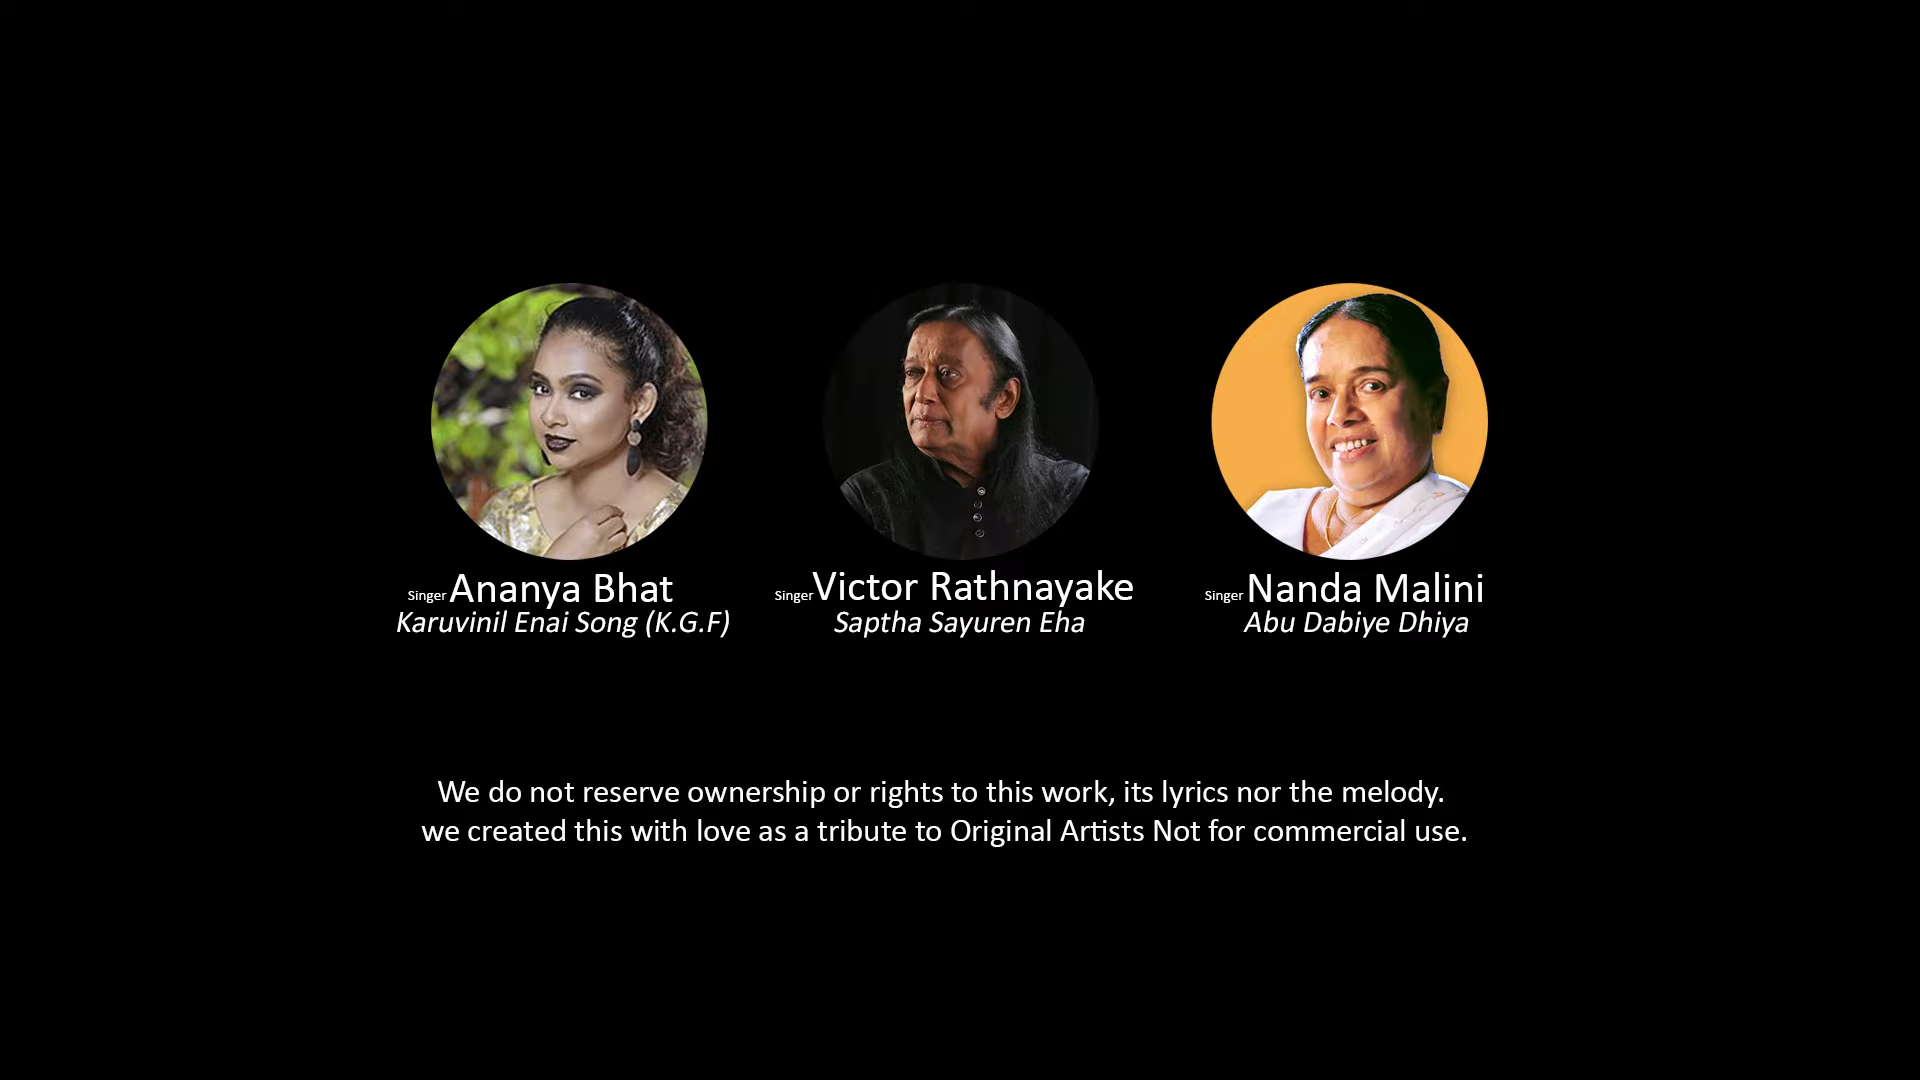 Singer Ananya Bhat
Karuvinil Enai Song (K.G.F)
Singer Victor Rathnayake
Saptha Sayuren Eha
Singer Nanda Malini
Abu Dabiye Dhiya
We do not reserve ownership or rights to this work, its lyrics nor the melody.
we created this with love as a tribute to Original Artists Not for commercial use.